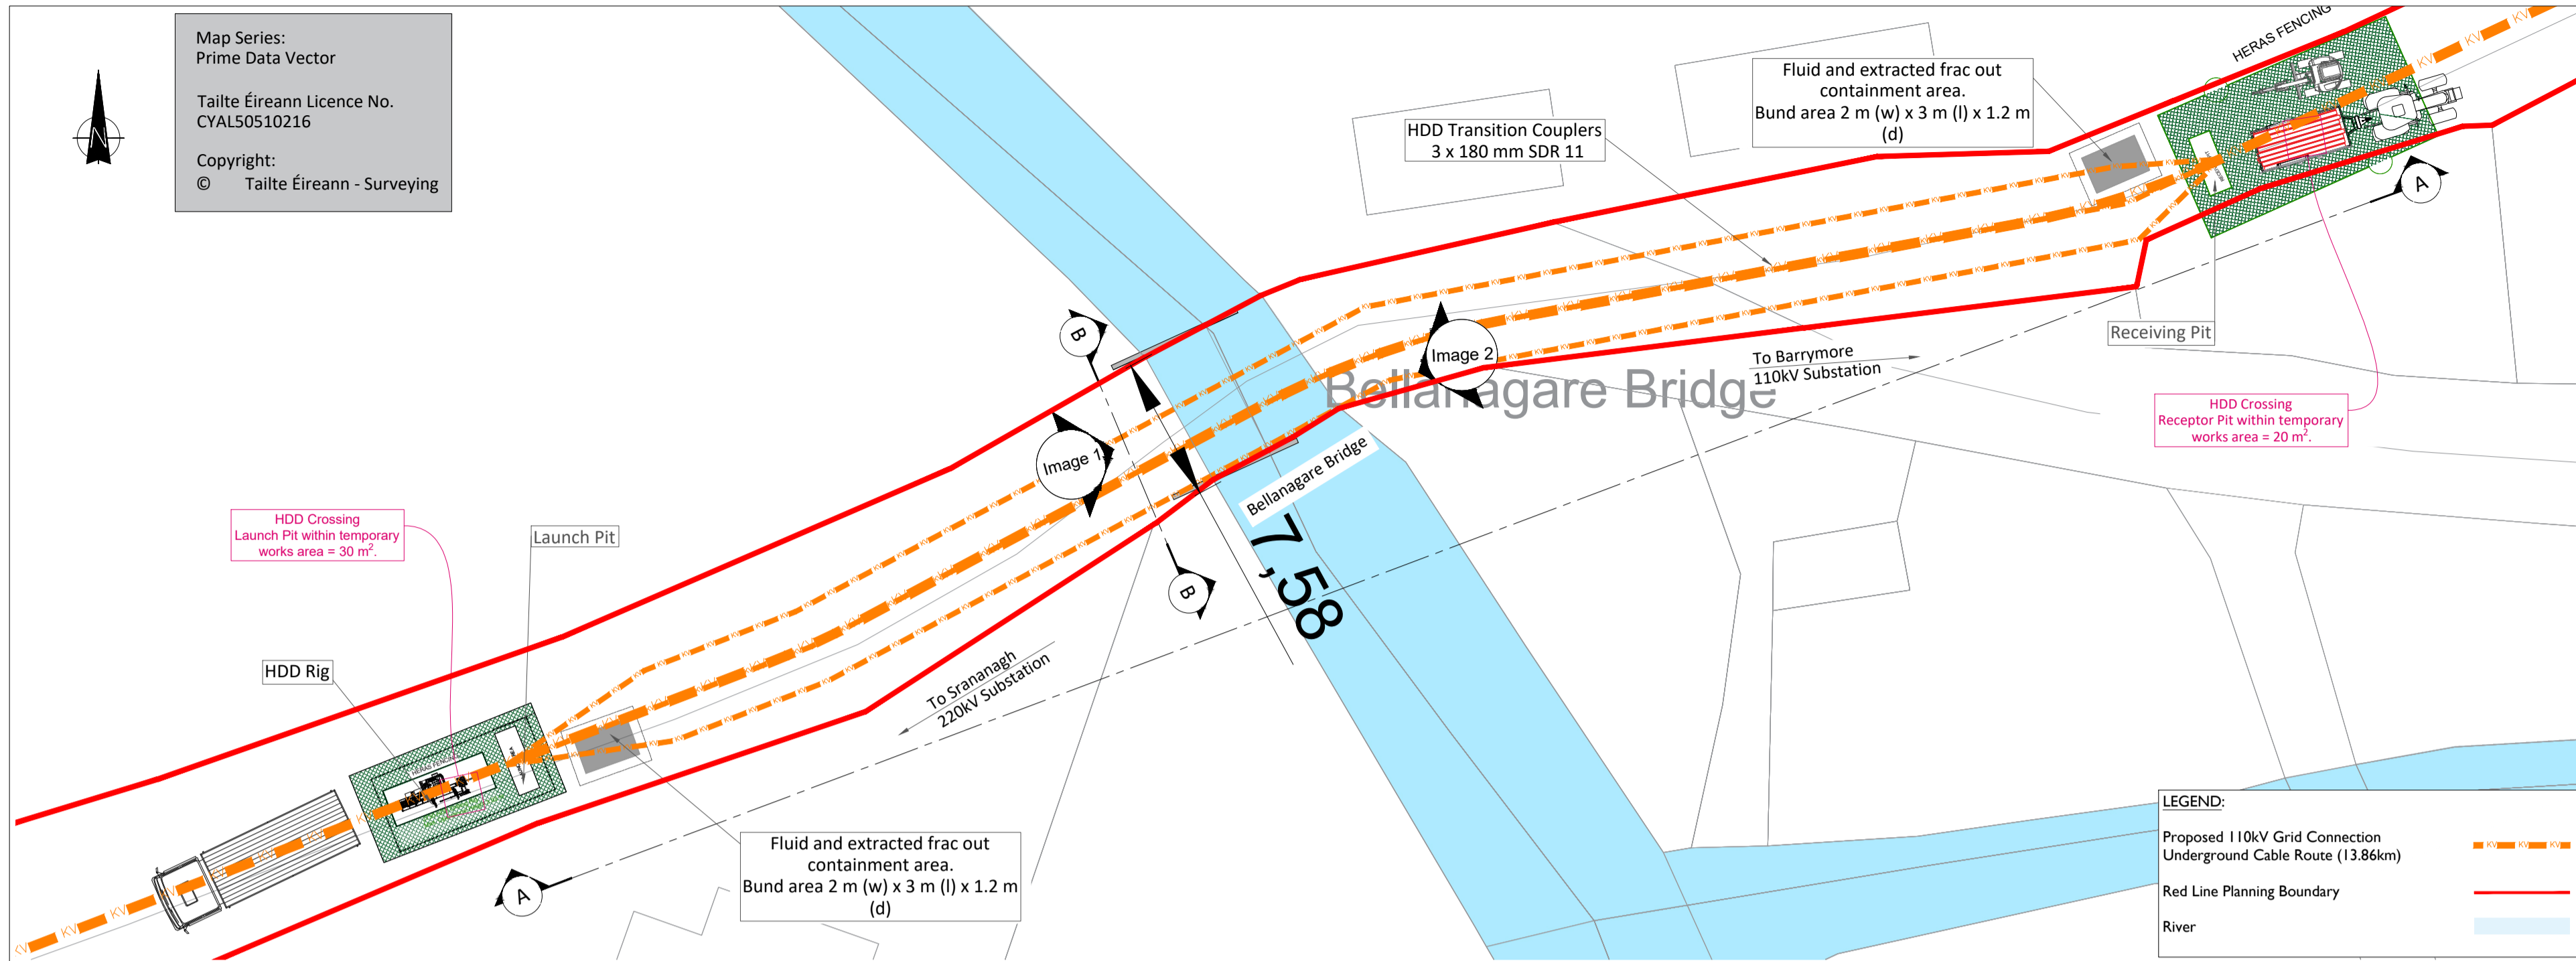 Map Series:
Prime Data Vector
Tailte Éireann Licence No.
CYAL50510216
Copyright:
© Tailte Éireann - Surveying
N
HERAS FENCING
Fluid and extracted frac out
containment area.
Bund area 2 m (w) x 3 m (l) x 1.2 m
(d)
HDD Transition Couplers
3 x 180 mm SDR 11
A
B
Image 2
Receiving Pit
To Barrymore
110kV Substation
Bellanagare Bridge
HDD Crossing
Receptor Pit within temporary
works area = 20 m².
Image 1
Bellanagare Bridge
7,58
B
HDD Crossing
Launch Pit within temporary
works area = 30 m².
Launch Pit
HDD Rig
To Srananagh
220kV Substation
HERAS FENCING
A
Fluid and extracted frac out
containment area.
Bund area 2 m (w) x 3 m (l) x 1.2 m
(d)
LEGEND:
Proposed 110kV Grid Connection
Underground Cable Route (13.86km)
KV KV KV
Red Line Planning Boundary
River